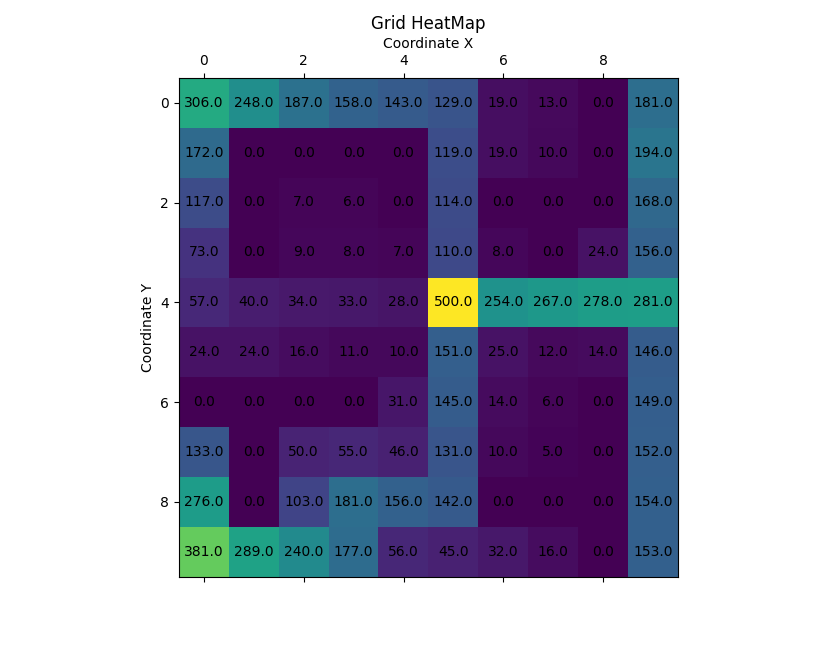 Grid HeatMap
Coordinate X
0 2 4 6 8
0 306.0 248.0 187.0 158.0 143.0 129.0 19.0 13.0 0.0 181.0
172.0 0.0 0.0 0.0 0.0 119.0 19.0 10.0 0.0 194.0
2 117.0 0.0 7.0 6.0 0.0 114.0 0.0 0.0 0.0 168.0
73.0 0.0 9.0 8.0 7.0 110.0 8.0 0.0 24.0 156.0
4 57.0 40.0 34.0 33.0 28.0 500.0 254.0 267.0 278.0 281.0
Coordinate Y
24.0 24.0 16.0 11.0 10.0 151.0 25.0 12.0 14.0 146.0
6 0.0 0.0 0.0 0.0 31.0 145.0 14.0 6.0 0.0 149.0
133.0 0.0 50.0 55.0 46.0 131.0 10.0 5.0 0.0 152.0
8 276.0 0.0 103.0 181.0 156.0 142.0 0.0 0.0 0.0 154.0
381.0 289.0 240.0 177.0 56.0 45.0 32.0 16.0 0.0 153.0